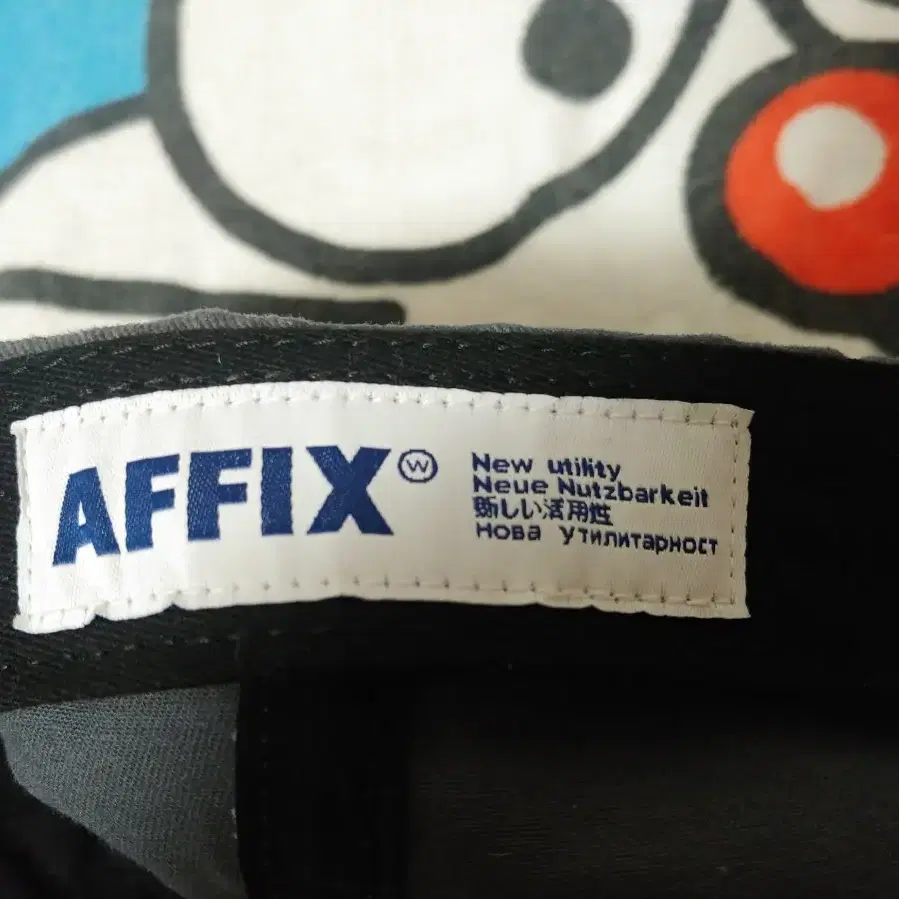 AFFIX Ⓦ
New utility
Neue Nutzbarkeit
新しい活用性
нова утилитарност